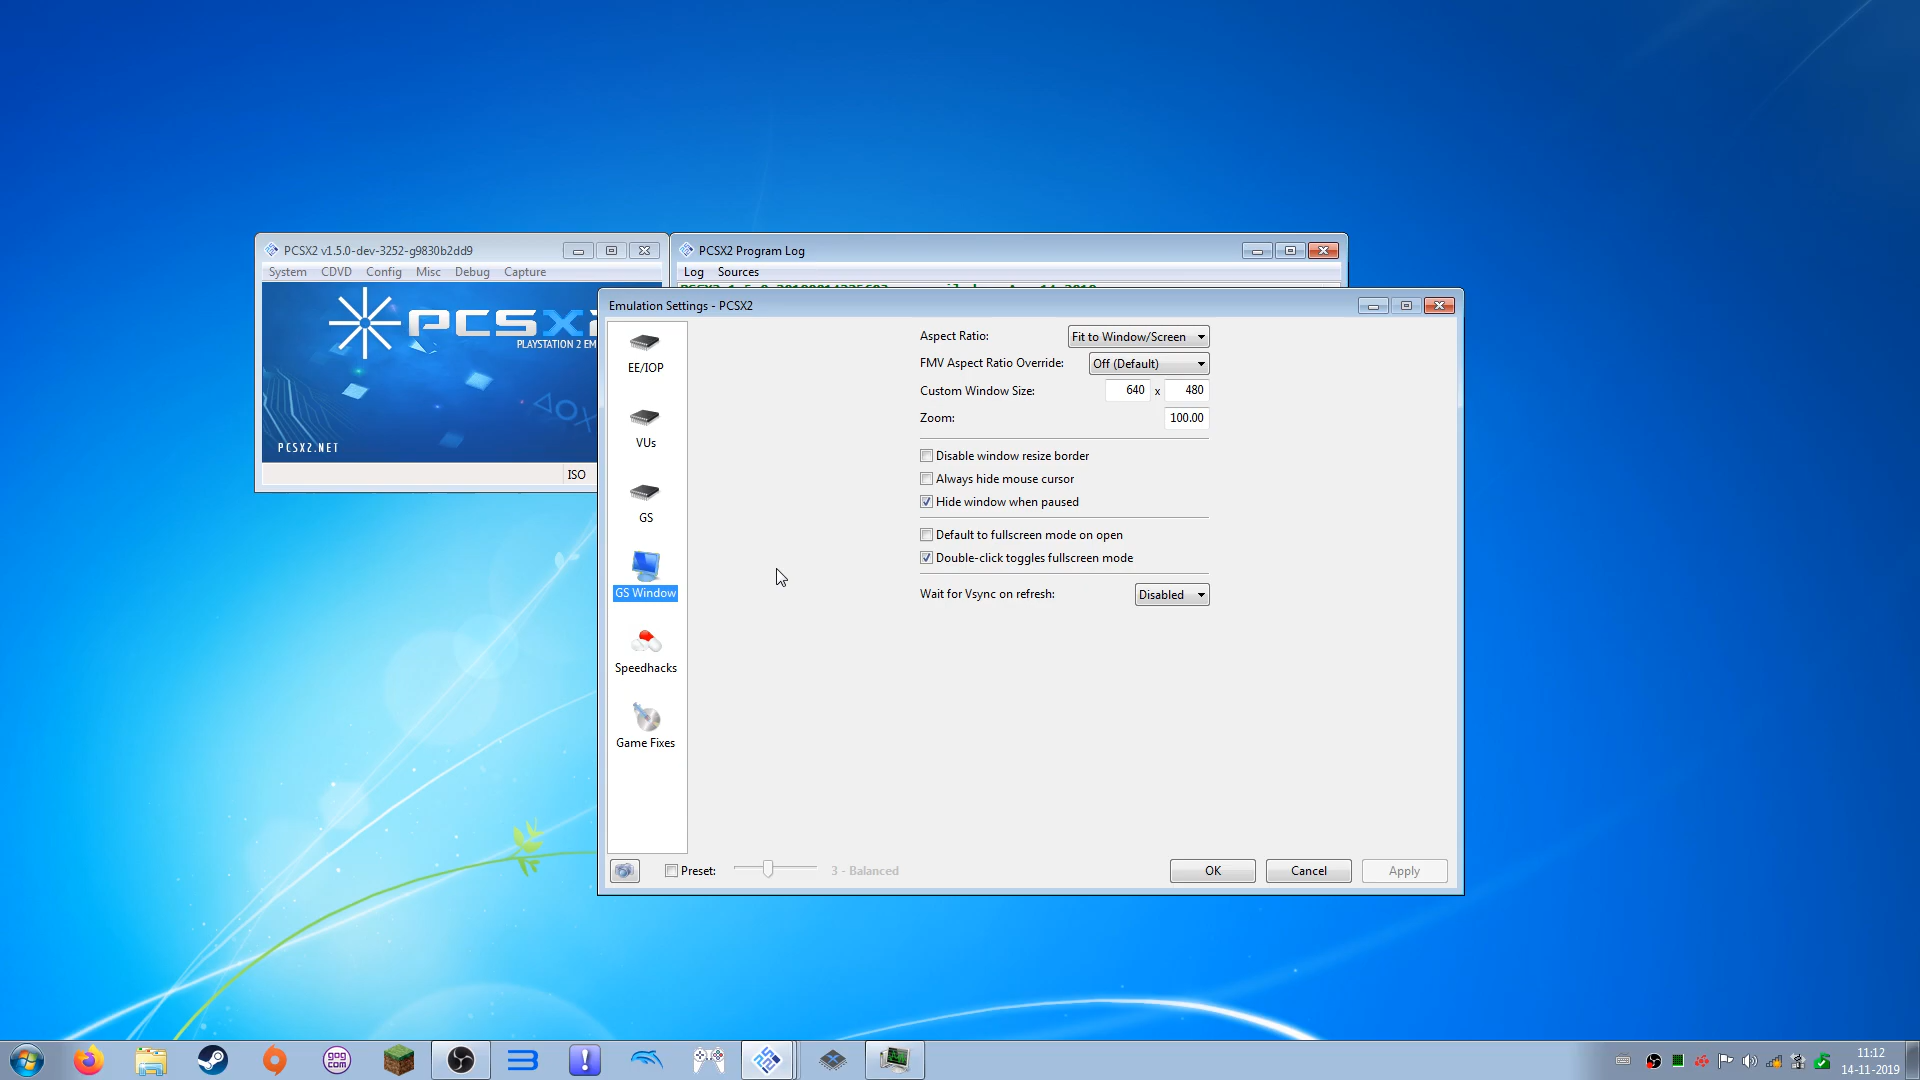 PCSX2 v1.5.0-dev-3252-g9830b2dd9
System CDVD Config Misc Debug Capture
PCSX2
PLAYSTATION 2 EM
PCSX2.NET
ISO
PCSX2 Program Log
Log Sources
Emulation Settings - PCSX2
EE/IOP
VUs
GS
GS Window
Speedhacks
Game Fixes
Aspect Ratio: Fit to Window/Screen
FMV Aspect Ratio Override: Off (Default)
Custom Window Size: 640 x 480
Zoom: 100.00
Disable window resize border
Always hide mouse cursor
Hide window when paused
Default to fullscreen mode on open
Double-click toggles fullscreen mode
Wait for Vsync on refresh: Disabled
Preset: 3 - Balanced
OK Cancel Apply
gog
com
11:12
14-11-2019